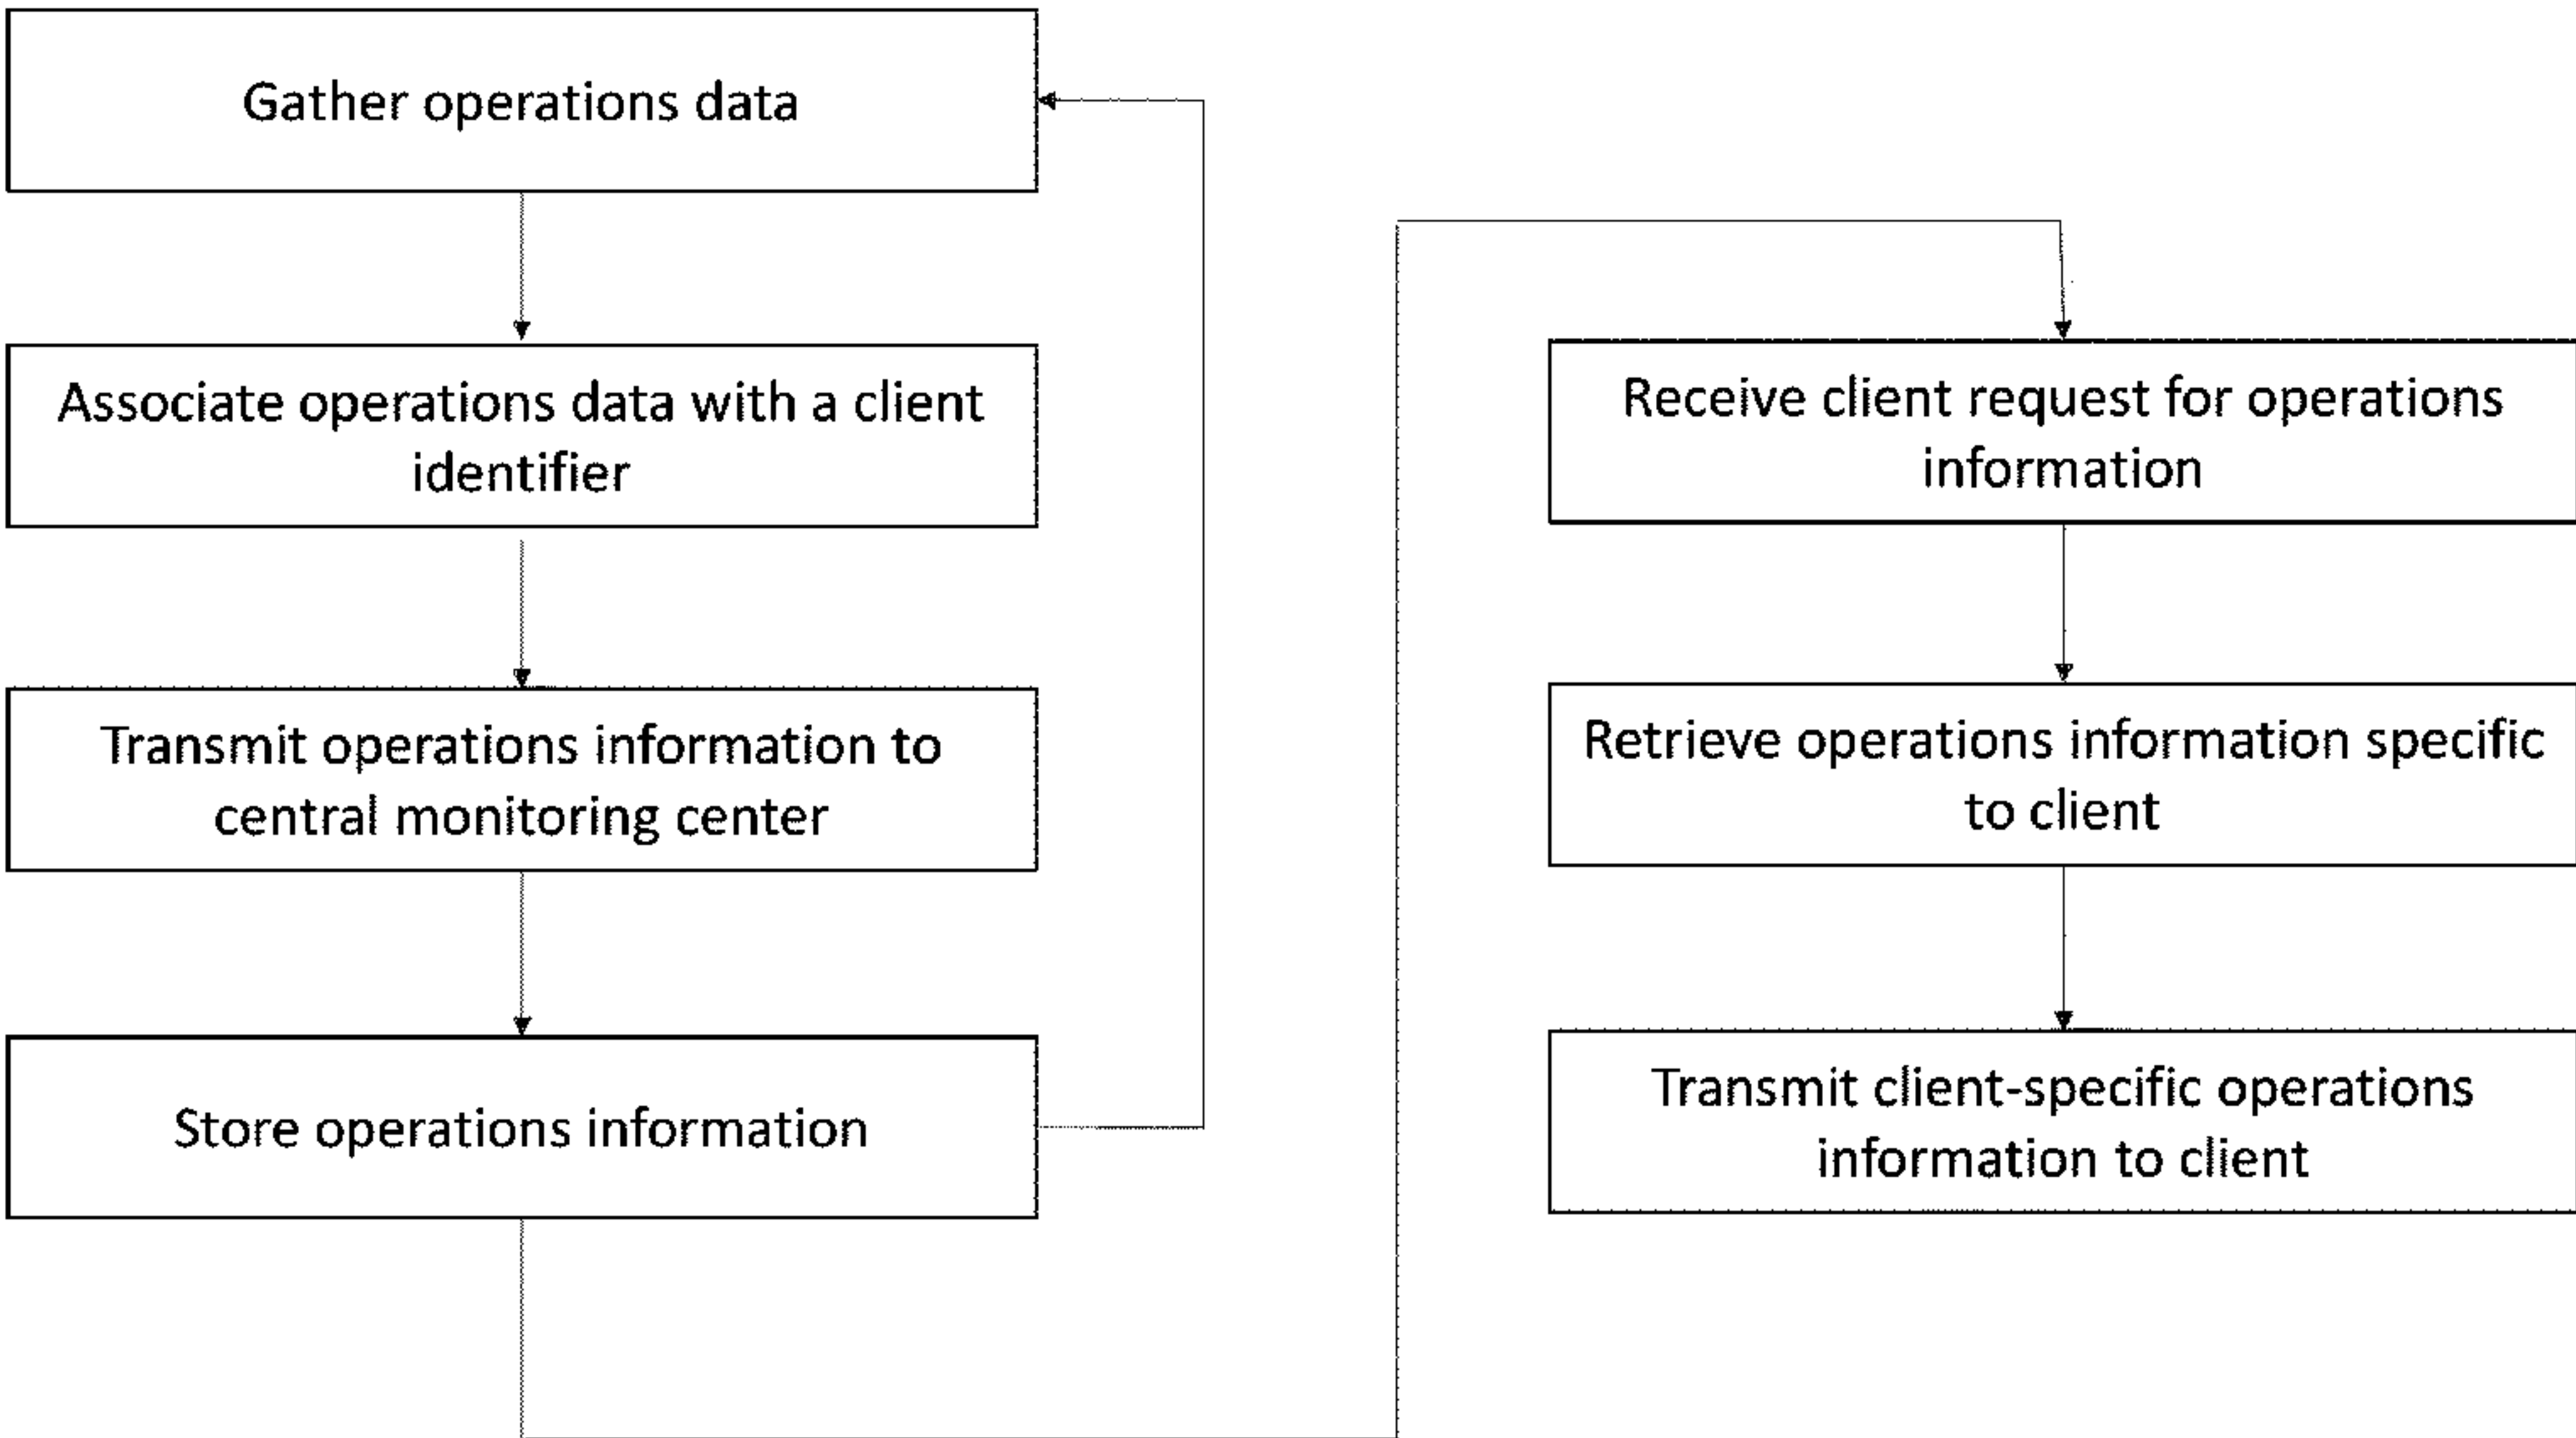 Gather operations data
Associate operations data with a client
identifier
Transmit operations information to
central monitoring center
Store operations information
Receive client request for operations
information
Retrieve operations information specific
to client
Transmit client-specific operations
information to client